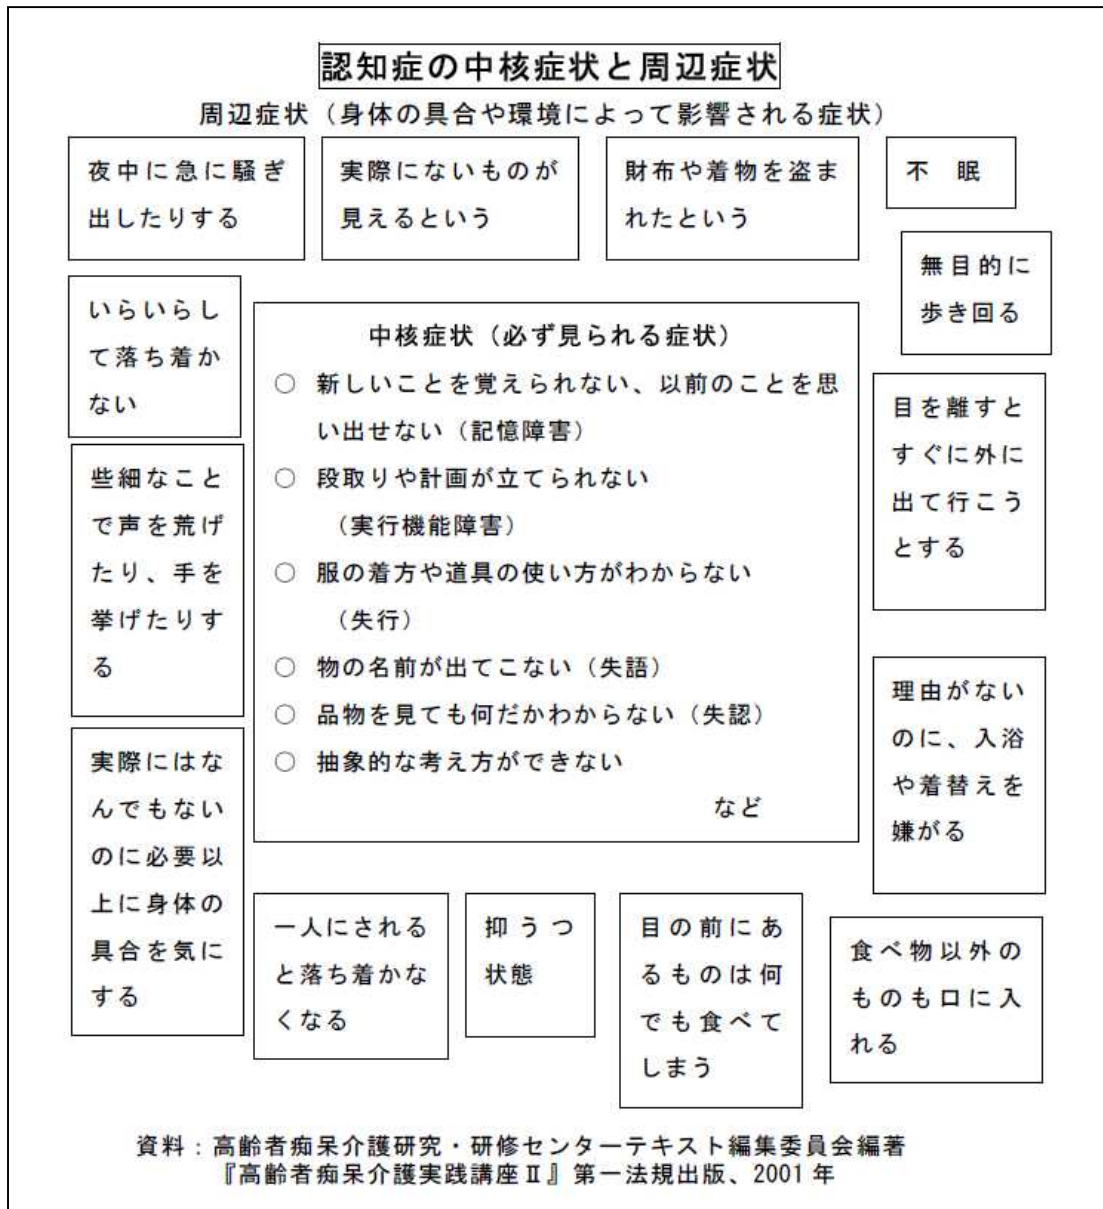 認知症の中核症状と周辺症状
周辺症状（身体の具合や環境によって影響される症状）
夜中に急に騒ぎ
出したりする
実際にないものが
見えるという
財布や着物を盗ま
れたという
不 眠
無目的に
歩き回る
いらいらし
て落ち着か
ない
中核症状（必ず見られる症状）
○ 新しいことを覚えられない、以前のことを思
い出せない（記憶障害）
○ 段取りや計画が立てられない
（実行機能障害）
○ 服の着方や道具の使い方がわからない
（失行）
○ 物の名前が出てこない（失語）
○ 品物を見ても何だかわからない（失認）
○ 抽象的な考え方ができない
など
目を離すと
すぐに外に
出て行こう
とする
些細なこと
で声を荒げ
たり、手を
挙げたりす
る
理由がない
のに、入浴
や着替えを
嫌がる
実際にはな
んでもない
のに必要以
上に身体の
具合を気に
する
一人にされる
と落ち着かな
くなる
抑うつ
状態
目の前にあ
るものは何
でも食べて
しまう
食べ物以外の
ものも口に入
れる
資料：高齢者痴呆介護研究・研修センターテキスト編集委員会編著
『高齢者痴呆介護実践講座Ⅱ』第一法規出版、2001 年